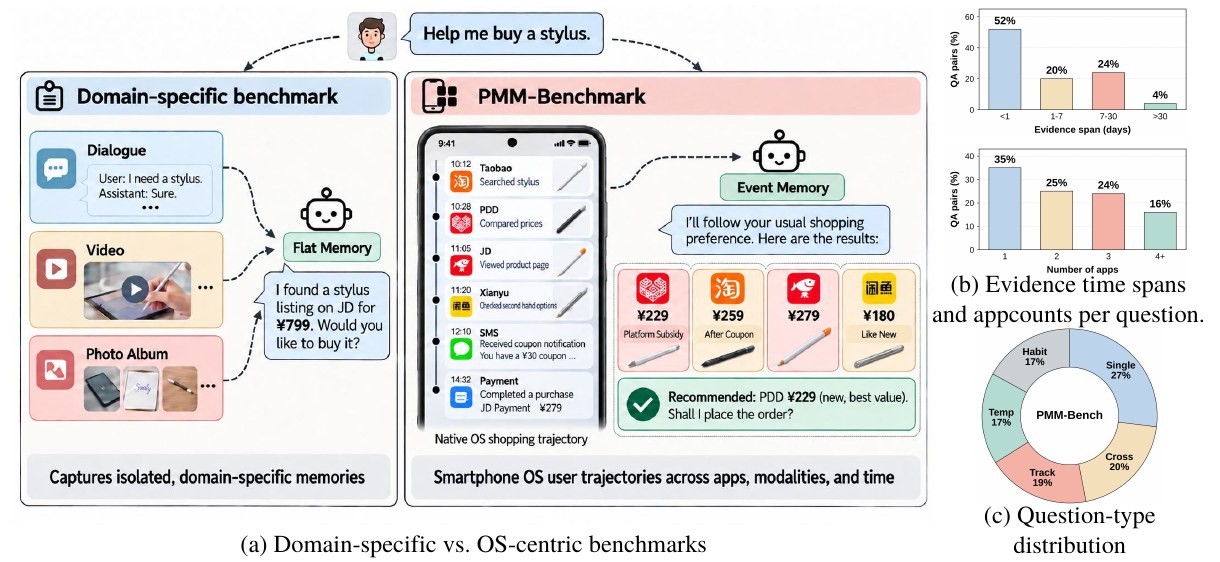 Help me buy a stylus.
Domain-specific benchmark
Dialogue
User: I need a stylus.
Assistant: Sure.
•••
Video
•••
Photo Album
•••
Flat Memory
I found a stylus
listing on JD for
¥799. Would you
like to buy it?
Captures isolated, domain-specific memories
PMM-Benchmark
9:41
10:12 Taobao
淘 Searched stylus
10:28 PDD
Compared prices
11:05 JD
Viewed product page
11:20 Xianyu
闲鱼 Checked second hand options
12:10 SMS
Received coupon notification
You have a ¥30 coupon ...
14:32 Payment
Completed a purchase
JD Payment ¥279
Native OS shopping trajectory
Event Memory
I'll follow your usual shopping
preference. Here are the results:
淘 闲鱼
¥229 ¥259 ¥279 ¥180
Platform Subsidy After Coupon Like New
Recommended: PDD ¥229 (new, best value).
Shall I place the order?
Smartphone OS user trajectories across apps, modalities, and time
(a) Domain-specific vs. OS-centric benchmarks
QA pairs (%)
60
40
20
0
52% 20% 24% 4%
<1 1-7 7-30 >30
Evidence span (days)
QA pairs (%)
40
30
20
10
0
35% 25% 24% 16%
1 2 3 4+
Number of apps
(b) Evidence time spans
and appcounts per question.
Habit
17%
Single
27%
Temp
17%
PMM-Bench
Cross
20%
Track
19%
(c) Question-type
distribution